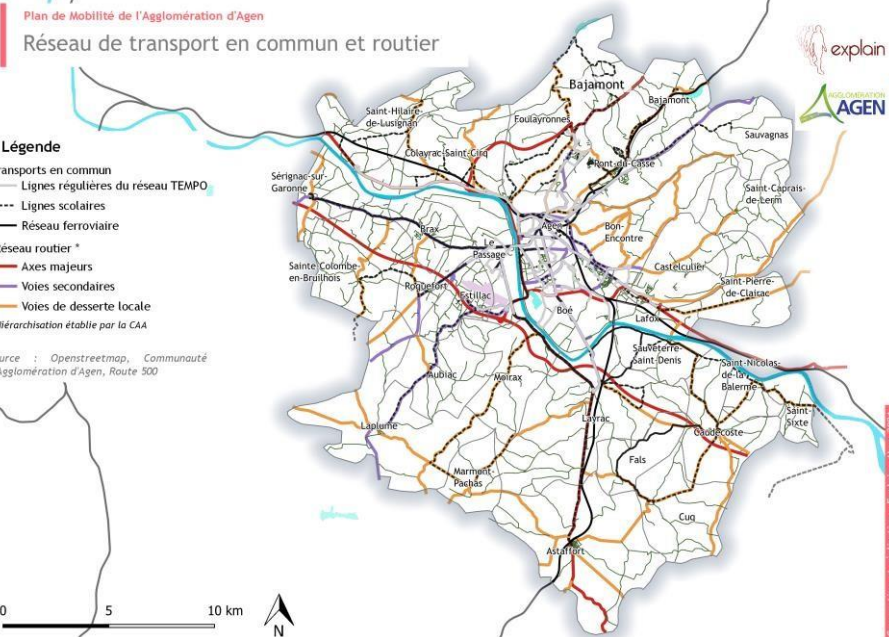 Plan de Mobilité de l'Agglomération d'Agen
Réseau de transport en commun et routier
explain
AGGLOMÉRATION
AGEN
Légende
ransports en commun
Lignes régulières du réseau TEMPO
Lignes scolaires
Réseau ferroviaire
éseau routier *
Axes majeurs
Voies secondaires
Voies de desserte locale
iérarchisation établie par la CAA
urce : Openstreetmap, Communauté
Agglomération d'Agen, Route 500
Bajamont
Bajamont
Saint-Hilaire
de-Lusignan
Foulayronnes
Sauvagnas
Colayrac-Saint-Cirq
Pont-du-Casse
Sérignac-sur-
Garonne
Saint-Caprais-
de-Lerm
Brax
Agen
Bon-
Encontre
Le
Passage
Sainte Colombe-
en-Bruilhois
Castelculier
Roquefort
Estillac
Saint-Pierre-
de-Clairac
Boé
Lafox
Sauveterre-
Saint-Denis
Saint-Nicolas-
de-la-
Balerme
Aubiac
Moirax
Saint-
Sixte
Laplume
Layrac
Caudecoste
Marmont-
Pachas
Fals
Cuq
Astaffort
0 5 10 km
N